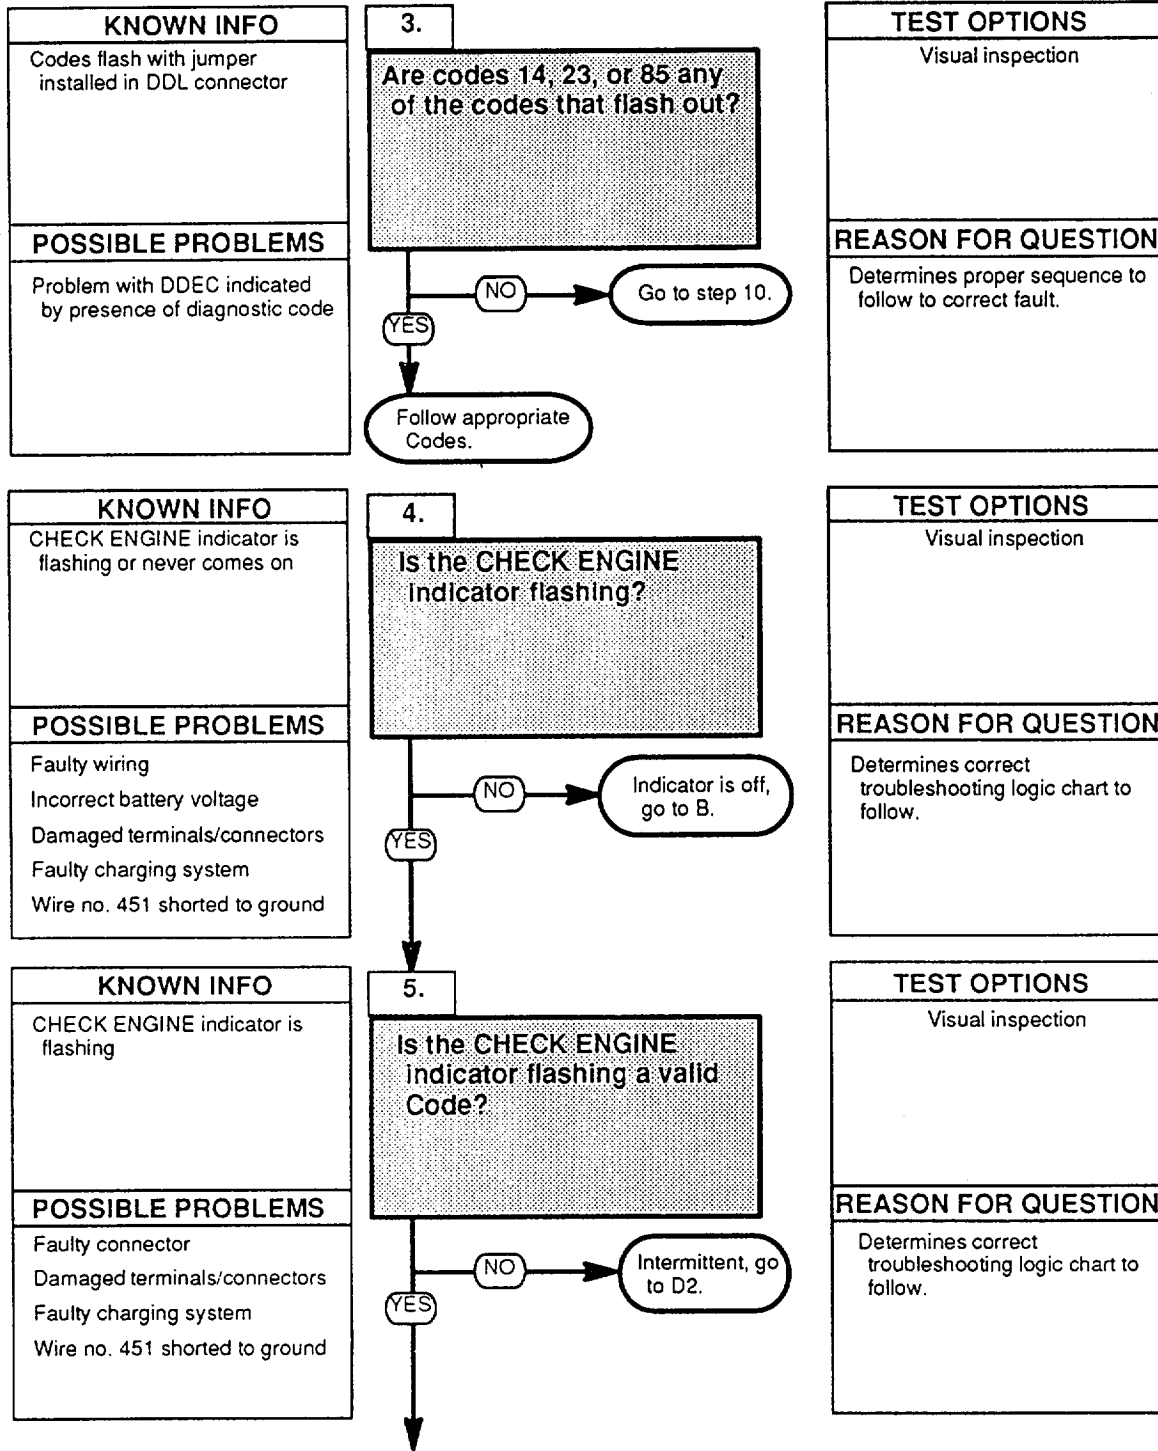 KNOWN INFO
Codes flash with jumper
installed in DDL connector
POSSIBLE PROBLEMS
Problem with DDEC indicated
by presence of diagnostic code
3.
Are codes 14, 23, or 85 any
of the codes that flash out?
NO
Go to step 10.
YES
Follow appropriate
Codes.
TEST OPTIONS
Visual inspection
REASON FOR QUESTION
Determines proper sequence to
follow to correct fault.
KNOWN INFO
CHECK ENGINE indicator is
flashing or never comes on
POSSIBLE PROBLEMS
Faulty wiring
Incorrect battery voltage
Damaged terminals/connectors
Faulty charging system
Wire no. 451 shorted to ground
4.
Is the CHECK ENGINE
indicator flashing?
NO
Indicator is off,
go to B.
YES
TEST OPTIONS
Visual inspection
REASON FOR QUESTION
Determines correct
troubleshooting logic chart to
follow.
KNOWN INFO
CHECK ENGINE indicator is
flashing
POSSIBLE PROBLEMS
Faulty connector
Damaged terminals/connectors
Faulty charging system
Wire no. 451 shorted to ground
5.
Is the CHECK ENGINE
indicator flashing a valid
Code?
NO
Intermittent, go
to D2.
YES
TEST OPTIONS
Visual inspection
REASON FOR QUESTION
Determines correct
troubleshooting logic chart to
follow.